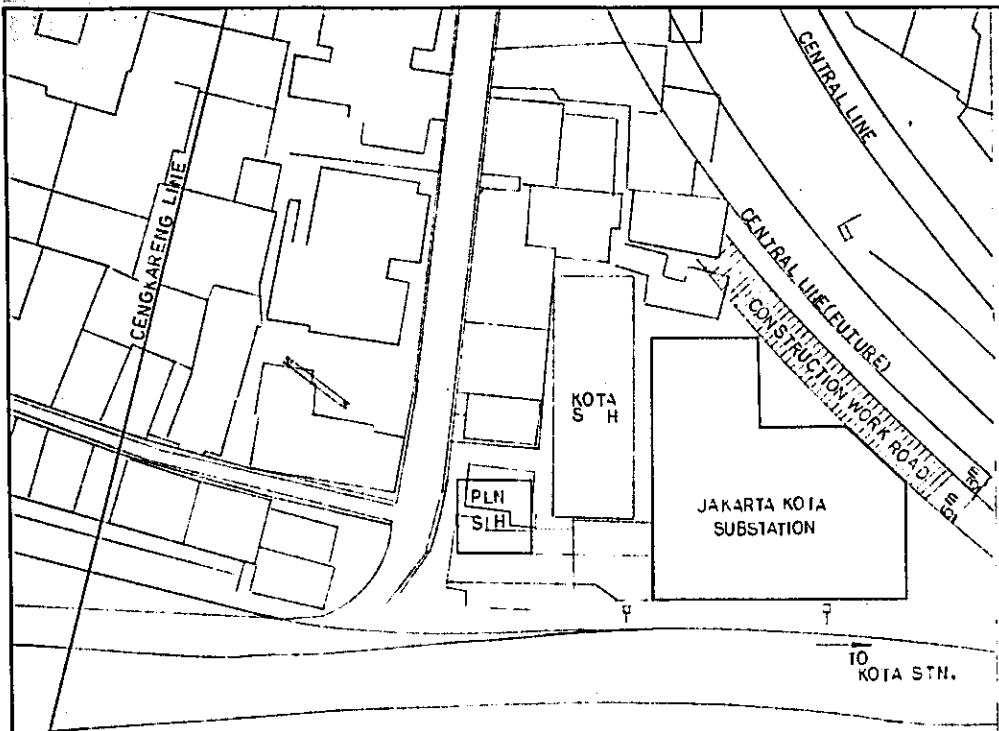 CENTRAL LINE
CENGKARENG LINE
CENTRAL LINE(FUTURE)
CONSTRUCTION WORK ROAD
KOTA
S H
PLN
S/H
JAKARTA KOTA
SUBSTATION
TO
KOTA STN.